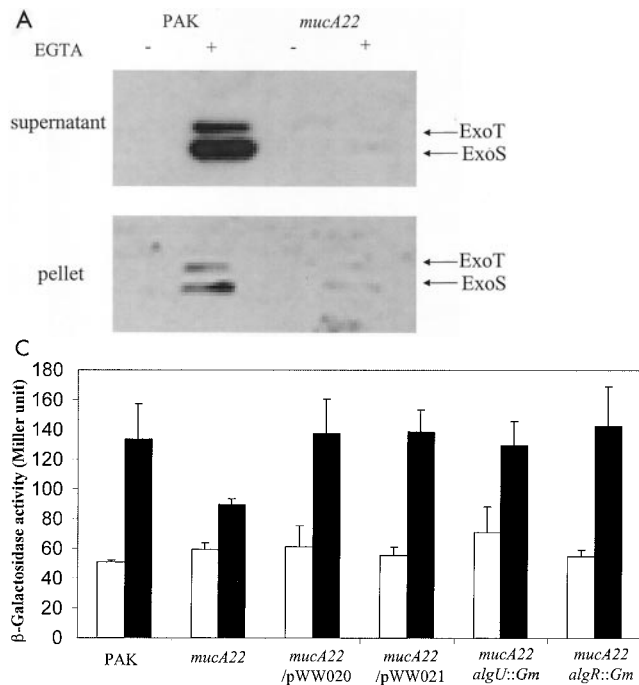 A
PAK mucA22
EGTA - + - +
supernatant
ExoT
ExoS
pellet
ExoT
ExoS
C
β-Galactosidase activity (Miller unit)
180
160
140
120
100
80
60
40
20
0
PAK mucA22 mucA22 mucA22 mucA22 mucA22
/pWW020 /pWW021 algU::Gm algR::Gm